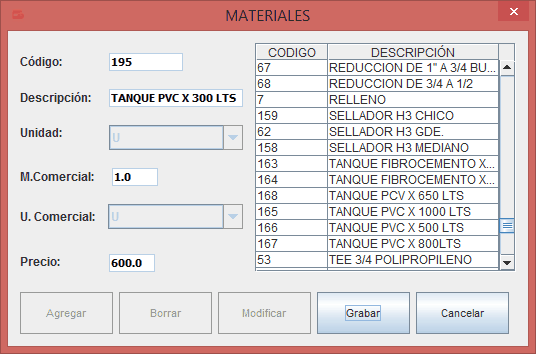 MATERIALES
Código: 195
Descripción: TANQUE PVC X 300 LTS
Unidad: U
M.Comercial: 1.0
U. Comercial: U
Precio: 600.0
CODIGO DESCRIPCIÓN
67 REDUCCION DE 1" A 3/4 BU...
68 REDUCCION DE 3/4 A 1/2
7 RELLENO
159 SELLADOR H3 CHICO
62 SELLADOR H3 GDE.
158 SELLADOR H3 MEDIANO
163 TANQUE FIBROCEMENTO X...
164 TANQUE FIBROCEMENTO X...
168 TANQUE PCV X 650 LTS
165 TANQUE PVC X 1000 LTS
166 TANQUE PVC X 500 LTS
167 TANQUE PVC X 800LTS
53 TEE 3/4 POLIPROPILENO
Agregar Borrar Modificar Grabar Cancelar